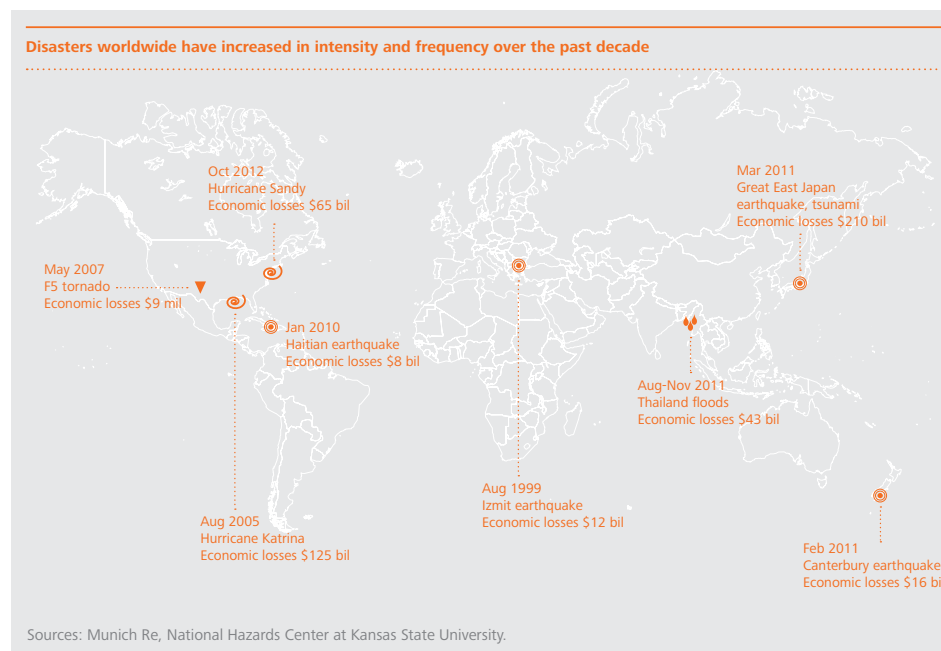 Disasters worldwide have increased in intensity and frequency over the past decade
Oct 2012
Hurricane Sandy
Economic losses $65 bil
Mar 2011
Great East Japan
earthquake, tsunami
Economic losses $210 bil
May 2007
F5 tornado
Economic losses $9 mil
Jan 2010
Haitian earthquake
Economic losses $8 bil
Aug-Nov 2011
Thailand floods
Economic losses $43 bil
Aug 1999
Izmit earthquake
Economic losses $12 bil
Aug 2005
Hurricane Katrina
Economic losses $125 bil
Feb 2011
Canterbury earthquake
Economic losses $16 bi
Sources: Munich Re, National Hazards Center at Kansas State University.